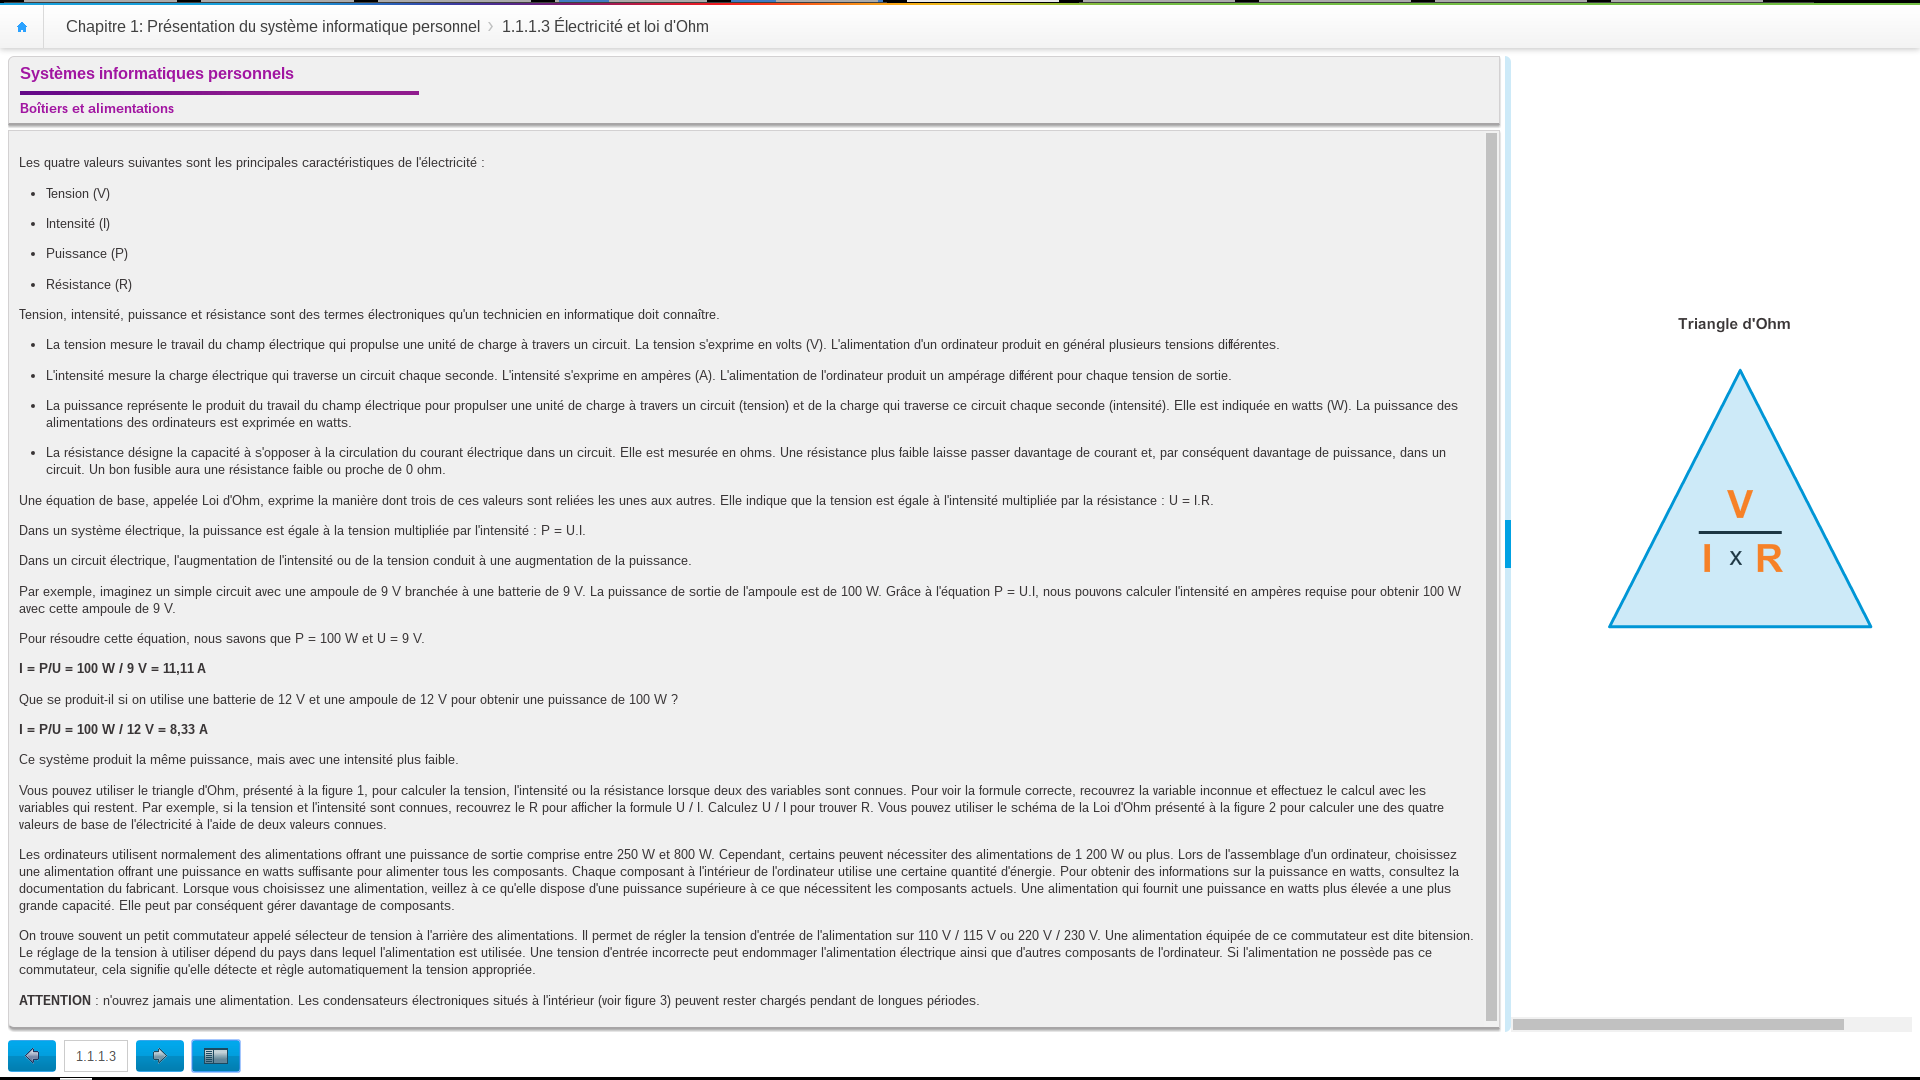 Chapitre 1: Présentation du système informatique personnel › 1.1.1.3 Électricité et loi d'Ohm
Systèmes informatiques personnels
Boîtiers et alimentations
Les quatre valeurs suivantes sont les principales caractéristiques de l'électricité :
• Tension (V)
• Intensité (I)
• Puissance (P)
• Résistance (R)
Tension, intensité, puissance et résistance sont des termes électroniques qu'un technicien en informatique doit connaître.
• La tension mesure le travail du champ électrique qui propulse une unité de charge à travers un circuit. La tension s'exprime en volts (V). L'alimentation d'un ordinateur produit en général plusieurs tensions différentes.
• L'intensité mesure la charge électrique qui traverse un circuit chaque seconde. L'intensité s'exprime en ampères (A). L'alimentation de l'ordinateur produit un ampérage différent pour chaque tension de sortie.
• La puissance représente le produit du travail du champ électrique pour propulser une unité de charge à travers un circuit (tension) et de la charge qui traverse ce circuit chaque seconde (intensité). Elle est indiquée en watts (W). La puissance des
alimentations des ordinateurs est exprimée en watts.
• La résistance désigne la capacité à s'opposer à la circulation du courant électrique dans un circuit. Elle est mesurée en ohms. Une résistance plus faible laisse passer davantage de courant et, par conséquent davantage de puissance, dans un
circuit. Un bon fusible aura une résistance faible ou proche de 0 ohm.
Une équation de base, appelée Loi d'Ohm, exprime la manière dont trois de ces valeurs sont reliées les unes aux autres. Elle indique que la tension est égale à l'intensité multipliée par la résistance : U = I.R.
Dans un système électrique, la puissance est égale à la tension multipliée par l'intensité : P = U.I.
Dans un circuit électrique, l'augmentation de l'intensité ou de la tension conduit à une augmentation de la puissance.
Par exemple, imaginez un simple circuit avec une ampoule de 9 V branchée à une batterie de 9 V. La puissance de sortie de l'ampoule est de 100 W. Grâce à l'équation P = U.I, nous pouvons calculer l'intensité en ampères requise pour obtenir 100 W
avec cette ampoule de 9 V.
Pour résoudre cette équation, nous savons que P = 100 W et U = 9 V.
I = P/U = 100 W / 9 V = 11,11 A
Que se produit-il si on utilise une batterie de 12 V et une ampoule de 12 V pour obtenir une puissance de 100 W ?
I = P/U = 100 W / 12 V = 8,33 A
Ce système produit la même puissance, mais avec une intensité plus faible.
Vous pouvez utiliser le triangle d'Ohm, présenté à la figure 1, pour calculer la tension, l'intensité ou la résistance lorsque deux des variables sont connues. Pour voir la formule correcte, recouvrez la variable inconnue et effectuez le calcul avec les
variables qui restent. Par exemple, si la tension et l'intensité sont connues, recouvrez le R pour afficher la formule U / I. Calculez U / I pour trouver R. Vous pouvez utiliser le schéma de la Loi d'Ohm présenté à la figure 2 pour calculer une des quatre
valeurs de base de l'électricité à l'aide de deux valeurs connues.
Les ordinateurs utilisent normalement des alimentations offrant une puissance de sortie comprise entre 250 W et 800 W. Cependant, certains peuvent nécessiter des alimentations de 1 200 W ou plus. Lors de l'assemblage d'un ordinateur, choisissez
une alimentation offrant une puissance en watts suffisante pour alimenter tous les composants. Chaque composant à l'intérieur de l'ordinateur utilise une certaine quantité d'énergie. Pour obtenir des informations sur la puissance en watts, consultez la
documentation du fabricant. Lorsque vous choisissez une alimentation, veillez à ce qu'elle dispose d'une puissance supérieure à ce que nécessitent les composants actuels. Une alimentation qui fournit une puissance en watts plus élevée a une plus
grande capacité. Elle peut par conséquent gérer davantage de composants.
On trouve souvent un petit commutateur appelé sélecteur de tension à l'arrière des alimentations. Il permet de régler la tension d'entrée de l'alimentation sur 110 V / 115 V ou 220 V / 230 V. Une alimentation équipée de ce commutateur est dite bitension.
Le réglage de la tension à utiliser dépend du pays dans lequel l'alimentation est utilisée. Une tension d'entrée incorrecte peut endommager l'alimentation électrique ainsi que d'autres composants de l'ordinateur. Si l'alimentation ne possède pas ce
commutateur, cela signifie qu'elle détecte et règle automatiquement la tension appropriée.
ATTENTION : n'ouvrez jamais une alimentation. Les condensateurs électroniques situés à l'intérieur (voir figure 3) peuvent rester chargés pendant de longues périodes.
Triangle d'Ohm
V
I x R
1.1.1.3